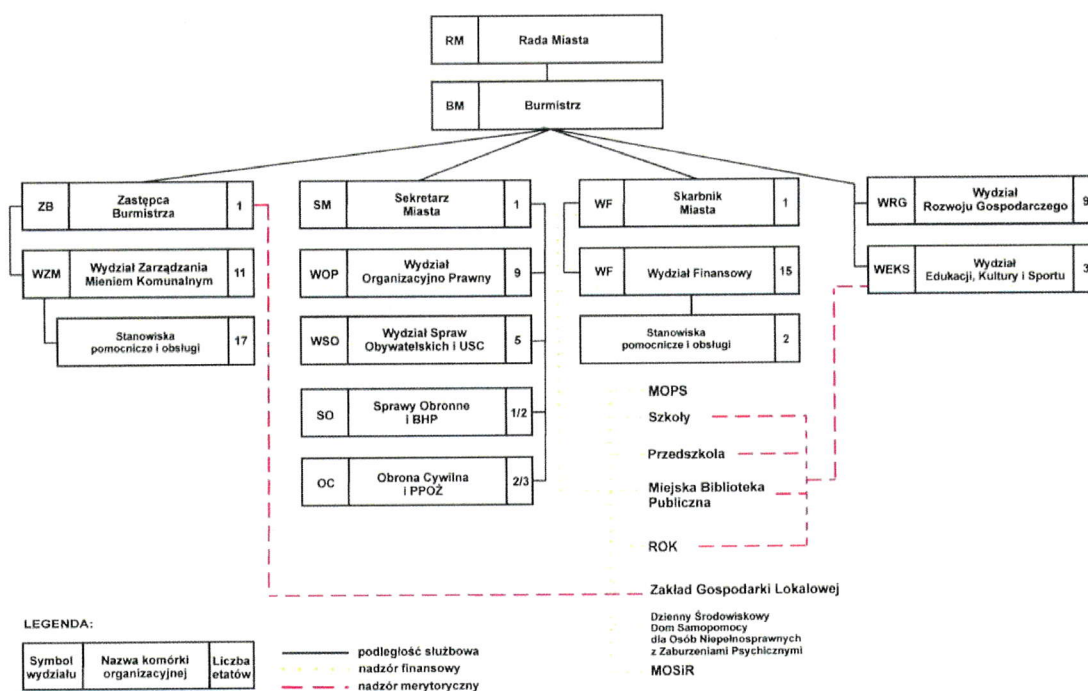 RM Rada Miasta
BM Burmistrz
ZB Zastępca
Burmistrza 1
WZM Wydział Zarządzania
Mieniem Komunalnym 11
Stanowiska
pomocnicze i obsługi 17
SM Sekretarz
Miasta 1
WOP Wydział
Organizacyjno Prawny 9
WSO Wydział Spraw
Obywatelskich i USC 5
SO Sprawy Obronne
i BHP 1/2
OC Obrona Cywilna
i PPOŻ 2/3
WF Skarbnik
Miasta 1
WF Wydział Finansowy 15
Stanowiska
pomocnicze i obsługi 2
WRG Wydział
Rozwoju Gospodarczego 9
WEKS Wydział
Edukacji, Kultury i Sportu 3
MOPS
Szkoły
Przedszkola
Miejska Biblioteka
Publiczna
ROK
Zakład Gospodarki Lokalowej
Dzienny Środowiskowy
Dom Samopomocy
dla Osób Niepełnosprawnych
z Zaburzeniami Psychicznymi
MOSiR
LEGENDA:
Symbol
wydziału
Nazwa komórki
organizacyjnej
Liczba
etatów
podległość służbowa
nadzór finansowy
nadzór merytoryczny